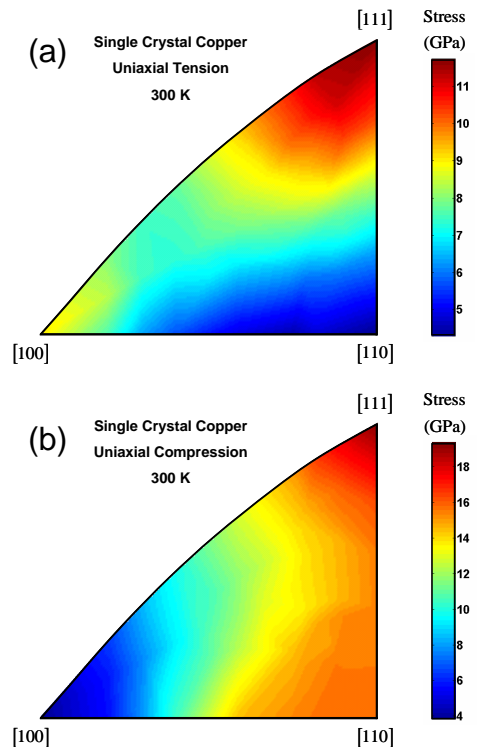 [111]
Stress
(GPa)
(a)
Single Crystal Copper
Uniaxial Tension
300 K
11
10
9
8
7
6
5
[100]
[110]
[111]
Stress
(GPa)
(b)
Single Crystal Copper
Uniaxial Compression
300 K
18
16
14
12
10
8
6
4
[100]
[110]